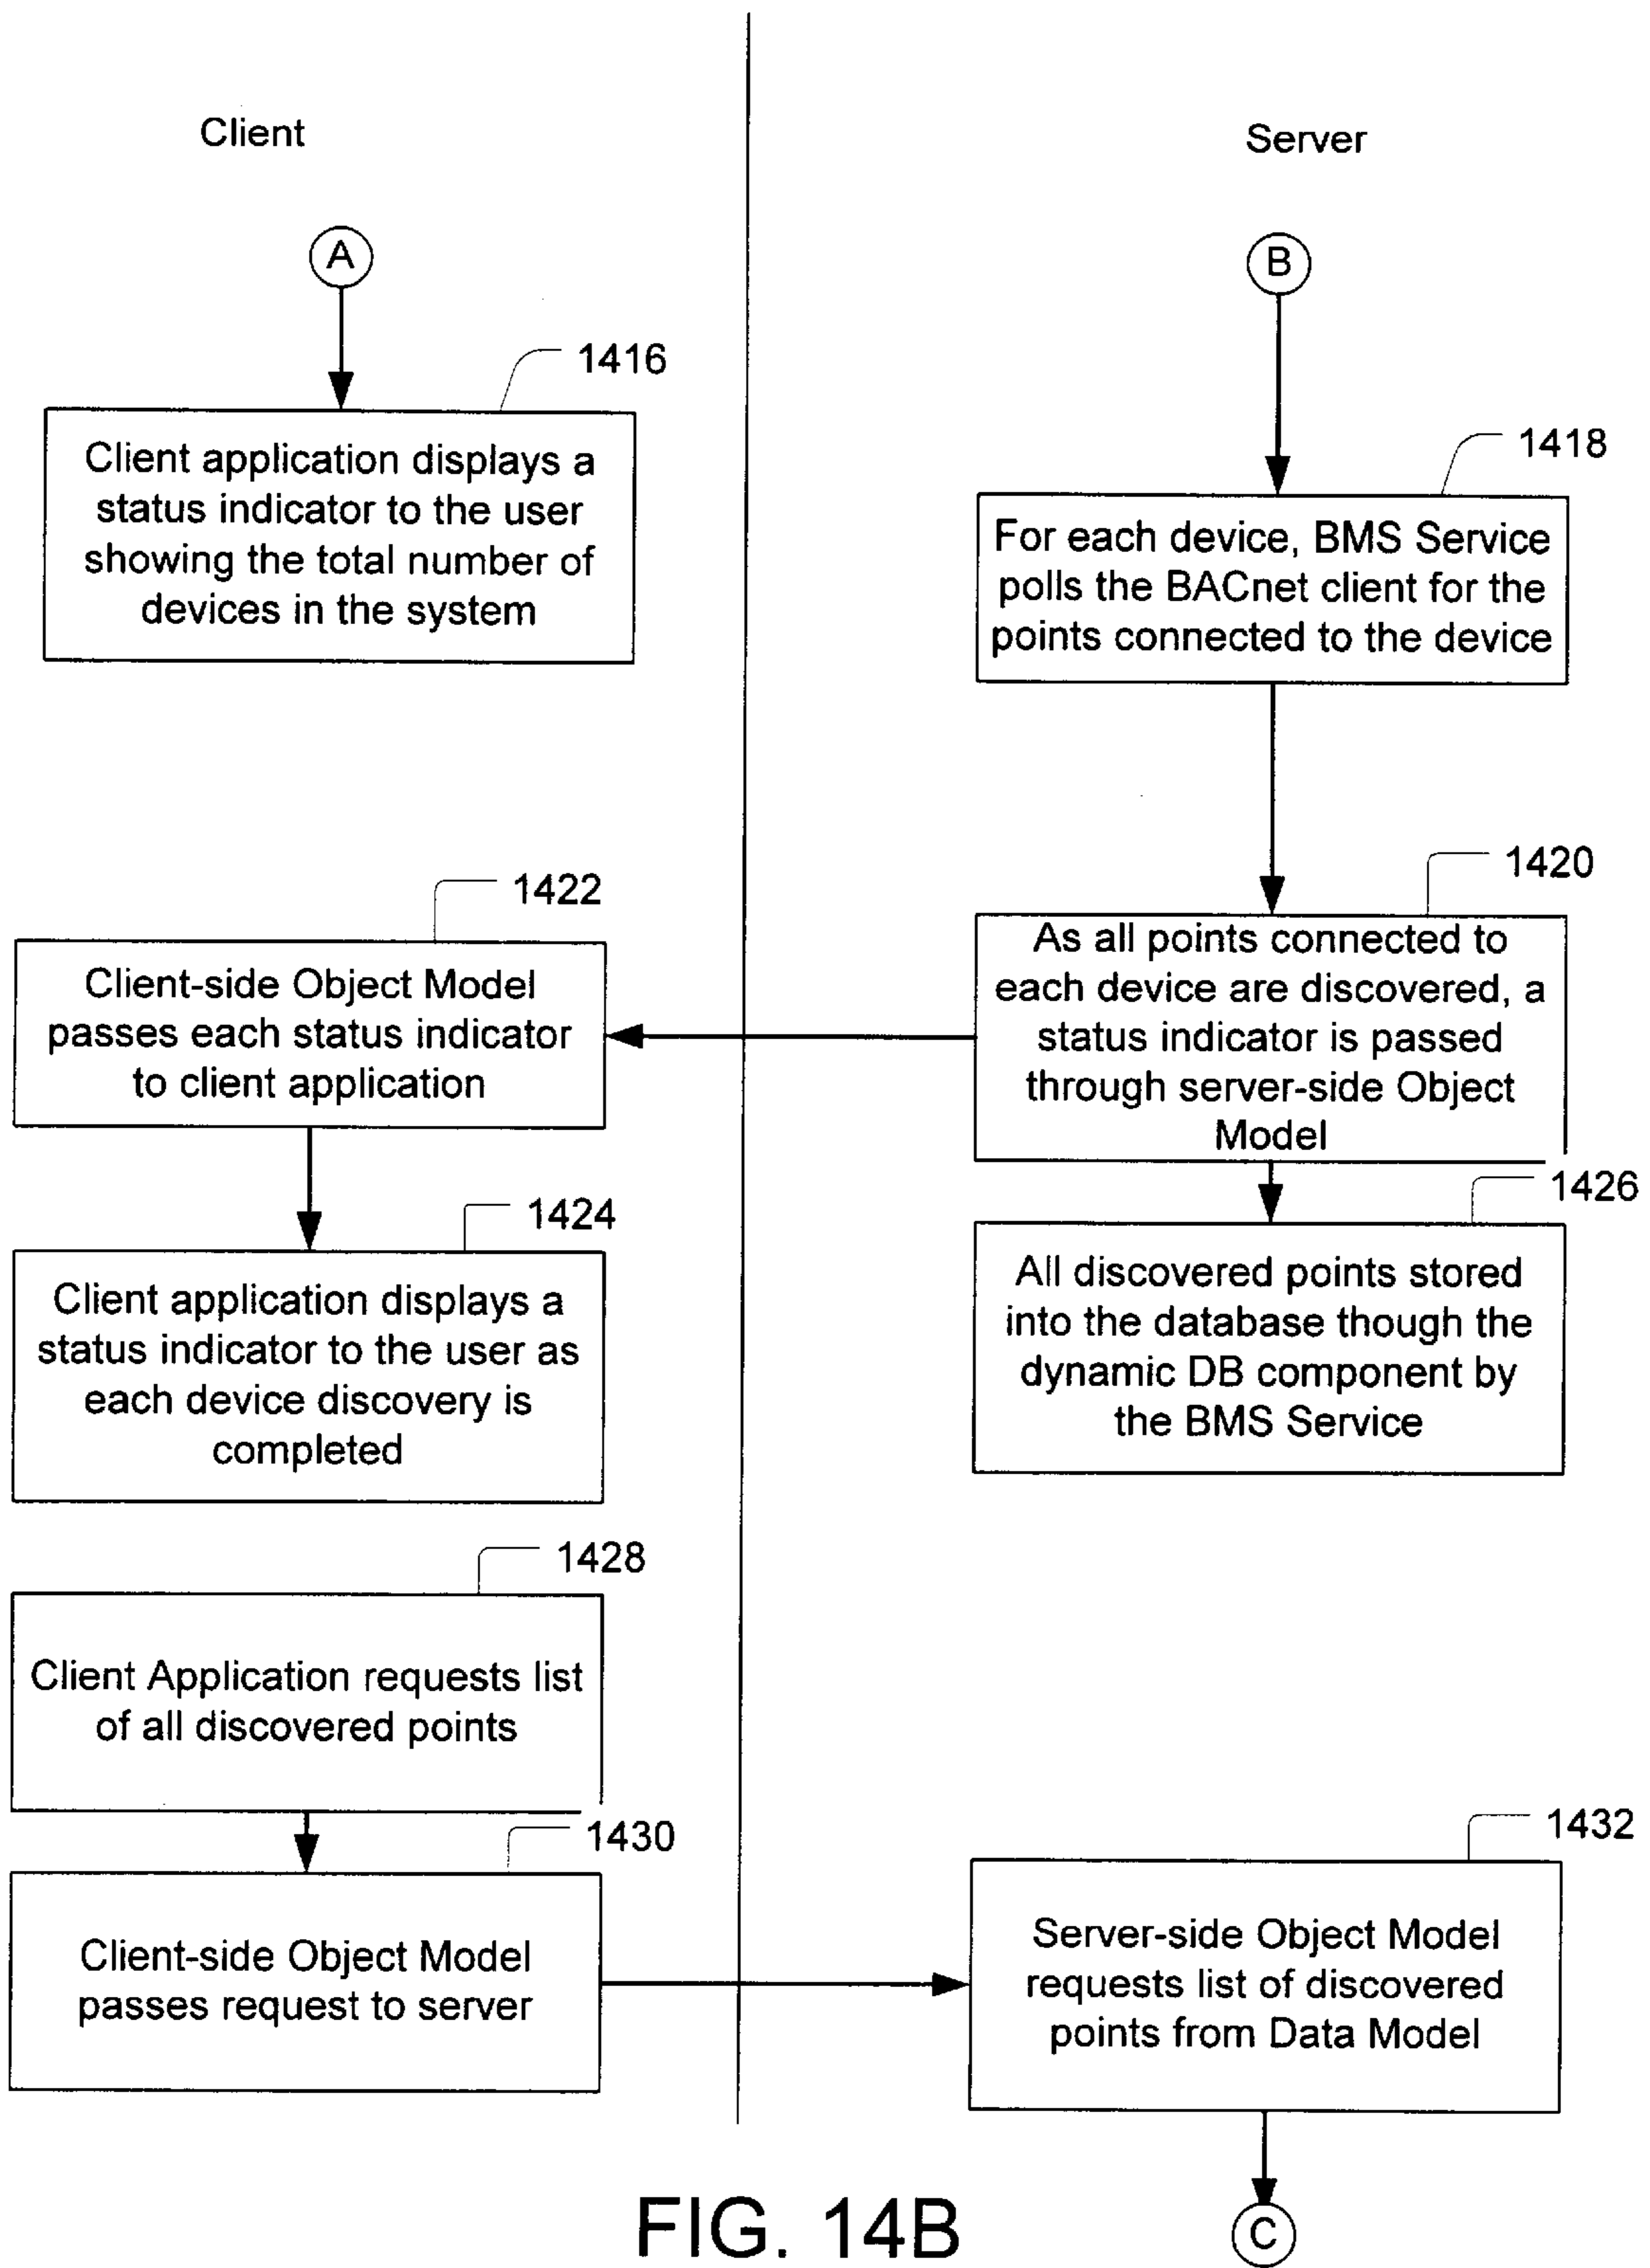 Client
Server
A
B
1416
Client application displays a
status indicator to the user
showing the total number of
devices in the system
1418
For each device, BMS Service
polls the BACnet client for the
points connected to the device
1420
As all points connected to
each device are discovered, a
status indicator is passed
through server-side Object
Model
1422
Client-side Object Model
passes each status indicator
to client application
1424
Client application displays a
status indicator to the user as
each device discovery is
completed
1426
All discovered points stored
into the database though the
dynamic DB component by
the BMS Service
1428
Client Application requests list
of all discovered points
1430
Client-side Object Model
passes request to server
1432
Server-side Object Model
requests list of discovered
points from Data Model
C
FIG. 14B